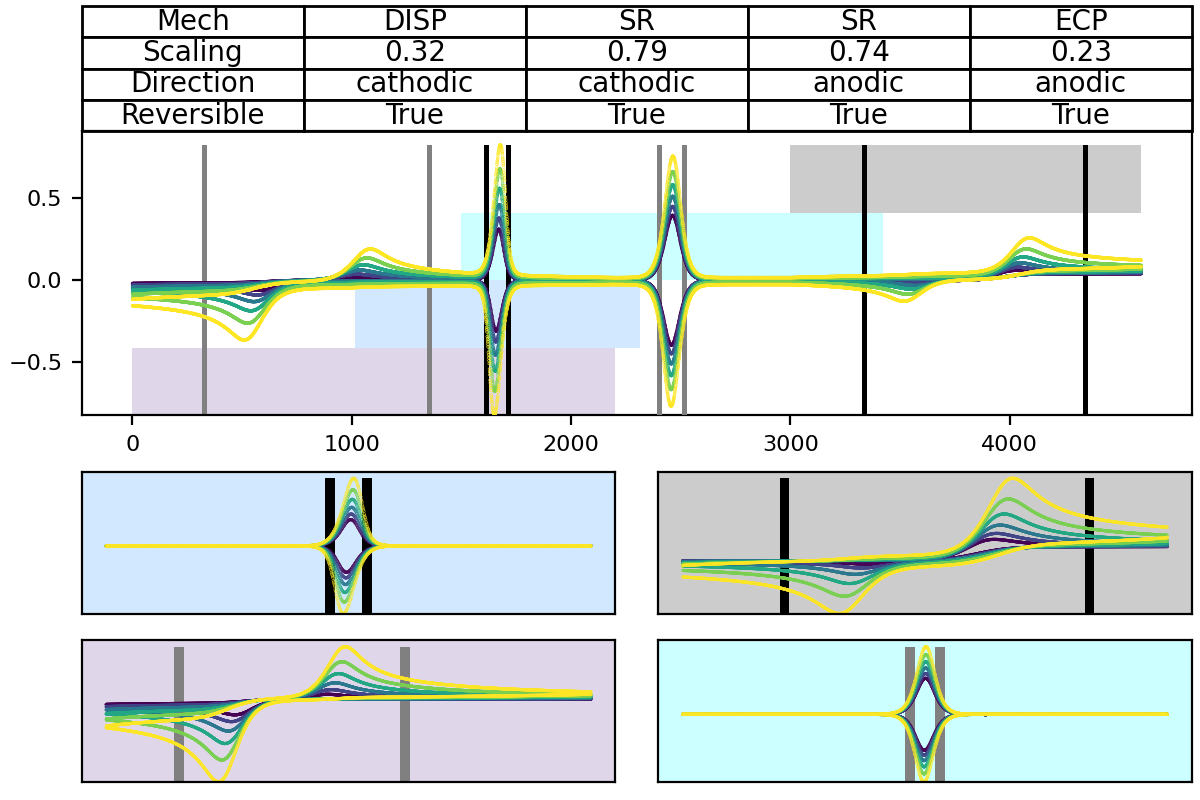 Mech DISP SR SR ECP
Scaling 0.32 0.79 0.74 0.23
Direction cathodic cathodic anodic anodic
Reversible True True True True
0.5
0.0
−0.5
0 1000 2000 3000 4000